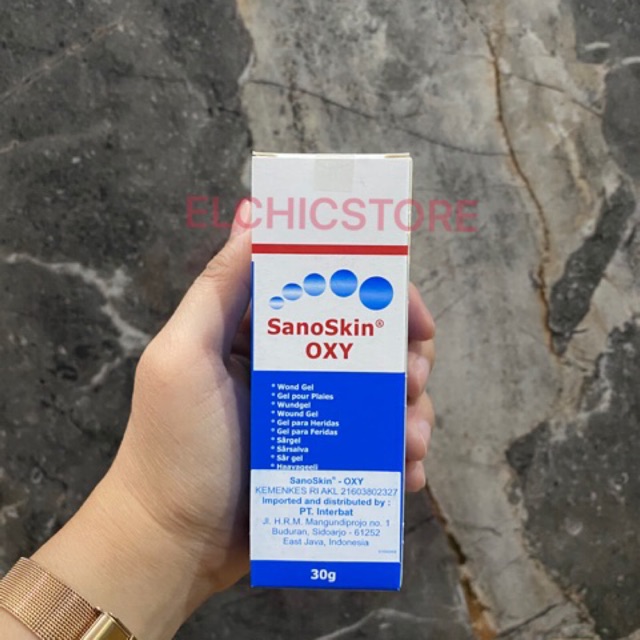 ELCHICSTORE
SanoSkin®
OXY
* Wond Gel
* Gel pour Plaies
* Wundgel
* Wound Gel
* Gel para Heridas
* Gel para Feridas
* Sårgel
* Sårsalva
* Sår gel
* Haavageeli
SanoSkin® - OXY
KEMENKES RI AKL 21603802327
Imported and distributed by :
PT. Interbat
Jl. H.R.M. Mangundiprojo no. 1
Buduran, Sidoarjo - 61252
East Java, Indonesia
30g